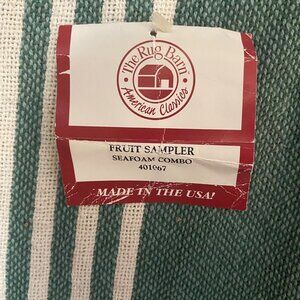 The Rug Barn
American Classics
FRUIT SAMPLER
SEAFOAM COMBO
401067
MADE IN THE USA!